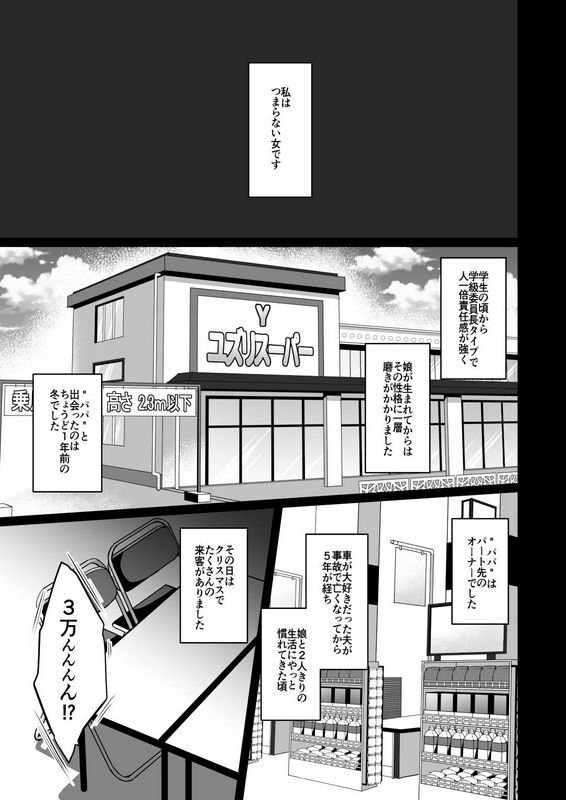 私は
つまらない女です
学生の頃から
学級委員長タイプで
人一倍責任感が強く
娘が生まれてからは
その性格に一層
磨きがかかりました
Y
ユズリスーパー
高さ 2.3m以下
乗
"パパ"と
出会ったのは
ちょうど1年前の
冬でした
"パパ"は
パート先の
オーナーでした
車が大好きだった夫が
事故で亡くなってから
5年が経ち
娘と2人きりの
生活にやっと
慣れてきた頃
その日は
クリスマスで
たくさんの
来客がありました
3万んんんん!?